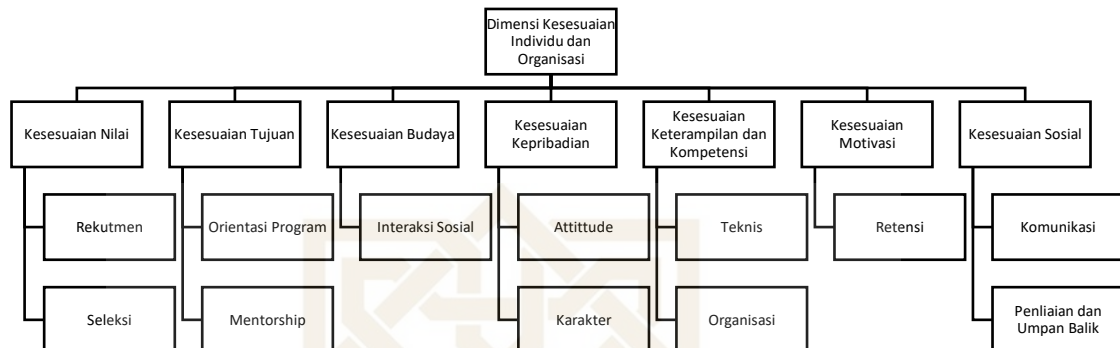 Dimensi Kesesuaian
Individu dan
Organisasi
Kesesuaian Nilai
Kesesuaian Tujuan
Kesesuaian Budaya
Kesesuaian
Kepribadian
Kesesuaian
Keterampilan dan
Kompetensi
Kesesuaian
Motivasi
Kesesuaian Sosial
Rekutmen
Orientasi Program
Interaksi Sosial
Attittude
Teknis
Retensi
Komunikasi
Seleksi
Mentorship
Karakter
Organisasi
Penliaian dan
Umpan Balik